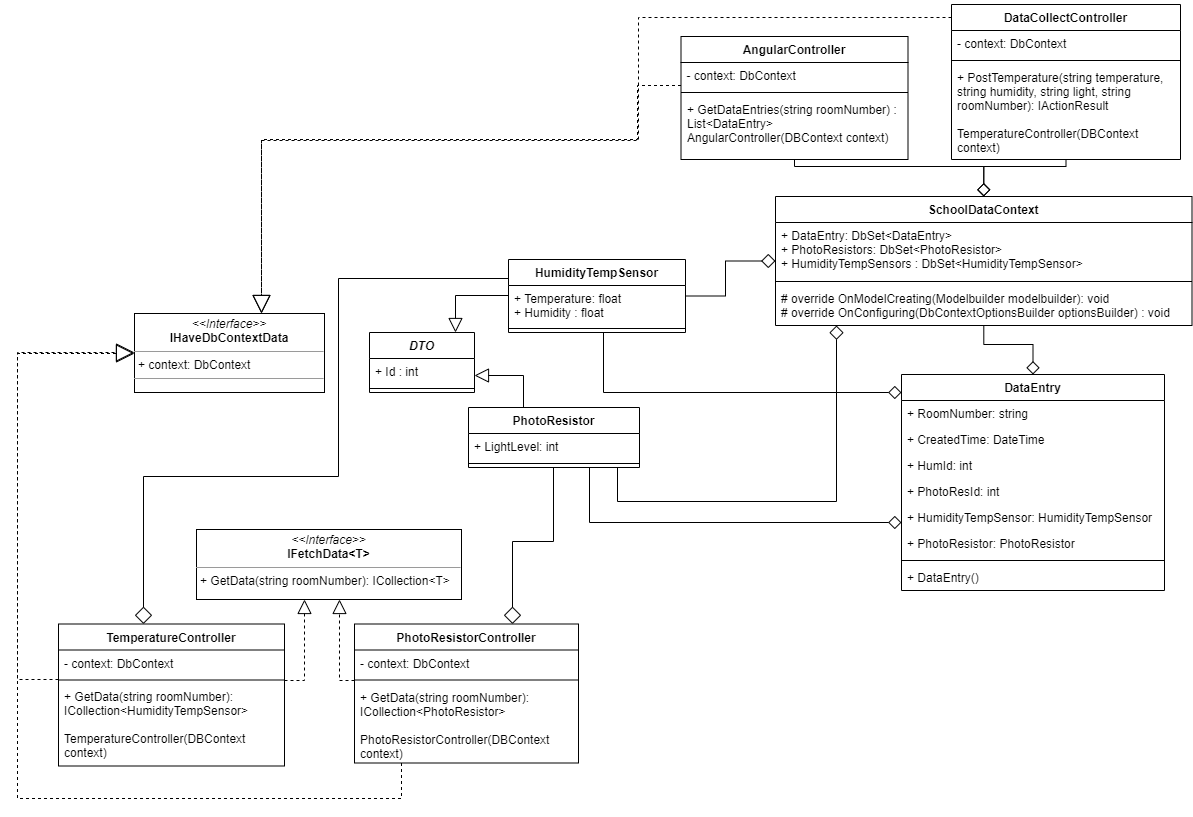 DataCollectController
- context: DbContext
+ PostTemperature(string temperature,
string humidity, string light, string
roomNumber): IActionResult
TemperatureController(DBContext
context)
AngularController
- context: DbContext
+ GetDataEntries(string roomNumber) :
List<DataEntry>
AngularController(DBContext context)
SchoolDataContext
+ DataEntry: DbSet<DataEntry>
+ PhotoResistors: DbSet<PhotoResistor>
+ HumidityTempSensors : DbSet<HumidityTempSensor>
# override OnModelCreating(Modelbuilder modelbuilder): void
# override OnConfiguring(DbContextOptionsBuilder optionsBuilder) : void
HumidityTempSensor
+ Temperature: float
+ Humidity : float
<<Interface>>
IHaveDbContextData
+ context: DbContext
DTO
+ Id : int
PhotoResistor
+ LightLevel: int
DataEntry
+ RoomNumber: string
+ CreatedTime: DateTime
+ HumId: int
+ PhotoResId: int
+ HumidityTempSensor: HumidityTempSensor
+ PhotoResistor: PhotoResistor
+ DataEntry()
<<Interface>>
IFetchData<T>
+ GetData(string roomNumber): ICollection<T>
TemperatureController
- context: DbContext
+ GetData(string roomNumber):
ICollection<HumidityTempSensor>
TemperatureController(DBContext
context)
PhotoResistorController
- context: DbContext
+ GetData(string roomNumber):
ICollection<PhotoResistor>
PhotoResistorController(DBContext
context)